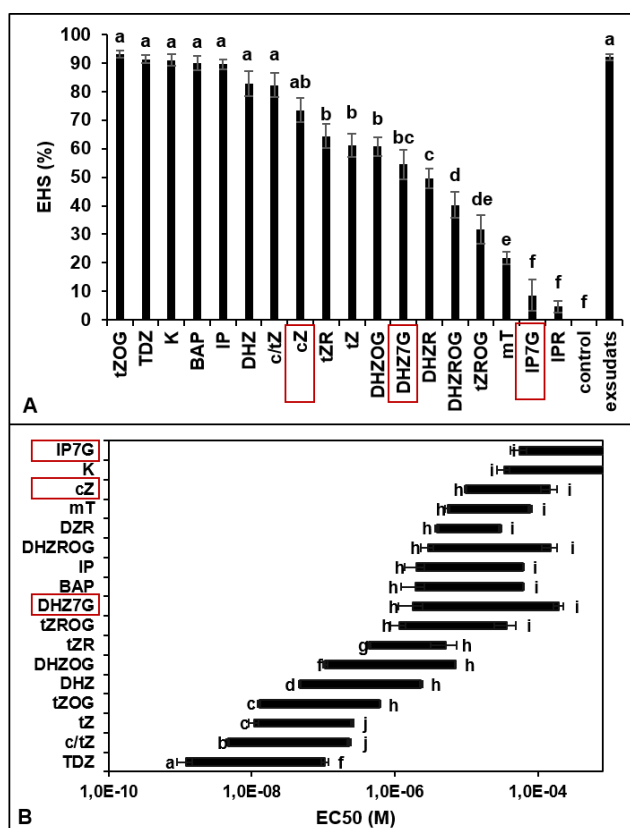 100
90
80
70
60
50
40
30
20
10
0
EHS (%)
a a a a a a a ab b b b bc c d de e f f f a
tZOG TDZ K BAP IP DHZ c/tZ cZ tZR tZ DHZOG DHZ7G DHZR DHZROG tZROG mT IP7G IPR control exsudats
A
IP7G i
K i
cZ h i
mT h i
DZR h i
DHZROG h i
IP h i
BAP h i
DHZ7G h i
tZROG h i
tZR g h
DHZOG f h
DHZ d h
tZOG c h
tZ c j
c/tZ b j
TDZ a f
1,0E-10 1,0E-08 1,0E-06 1,0E-04
B EC50 (M)